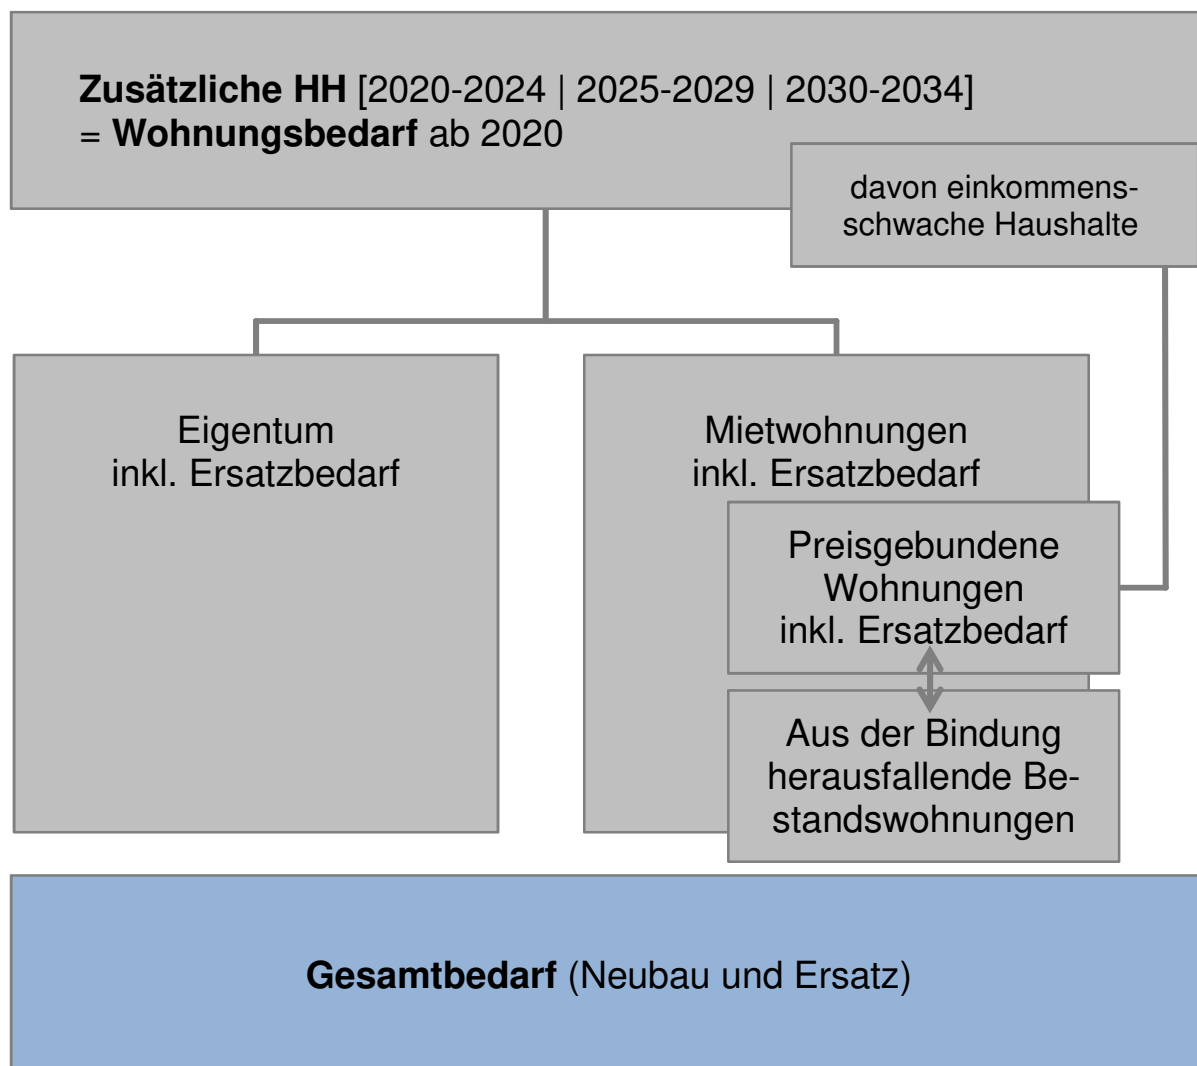 Zusätzliche HH [2020-2024 | 2025-2029 | 2030-2034]
= Wohnungsbedarf ab 2020
davon einkommens-
schwache Haushalte
Eigentum
inkl. Ersatzbedarf
Mietwohnungen
inkl. Ersatzbedarf
Preisgebundene
Wohnungen
inkl. Ersatzbedarf
Aus der Bindung
herausfallende Be-
standswohnungen
Gesamtbedarf (Neubau und Ersatz)